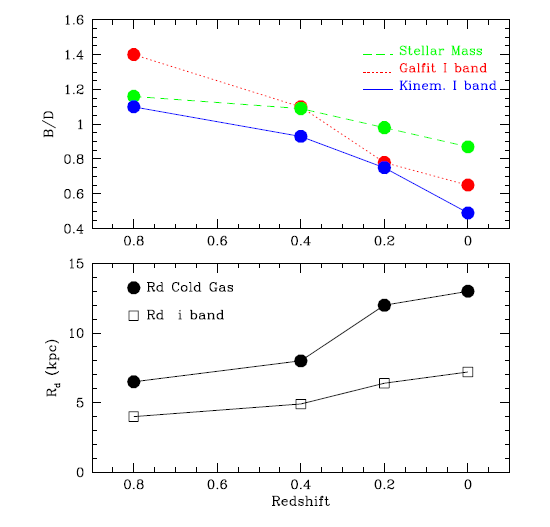 1.6
1.4
1.2
1
0.8
0.6
0.4
B/D
Stellar Mass
Galfit I band
Kinem. I band
0.8 0.6 0.4 0.2 0
15
10
5
0
R_d (kpc)
Rd Cold Gas
Rd i band
0.8 0.6 0.4 0.2 0
Redshift